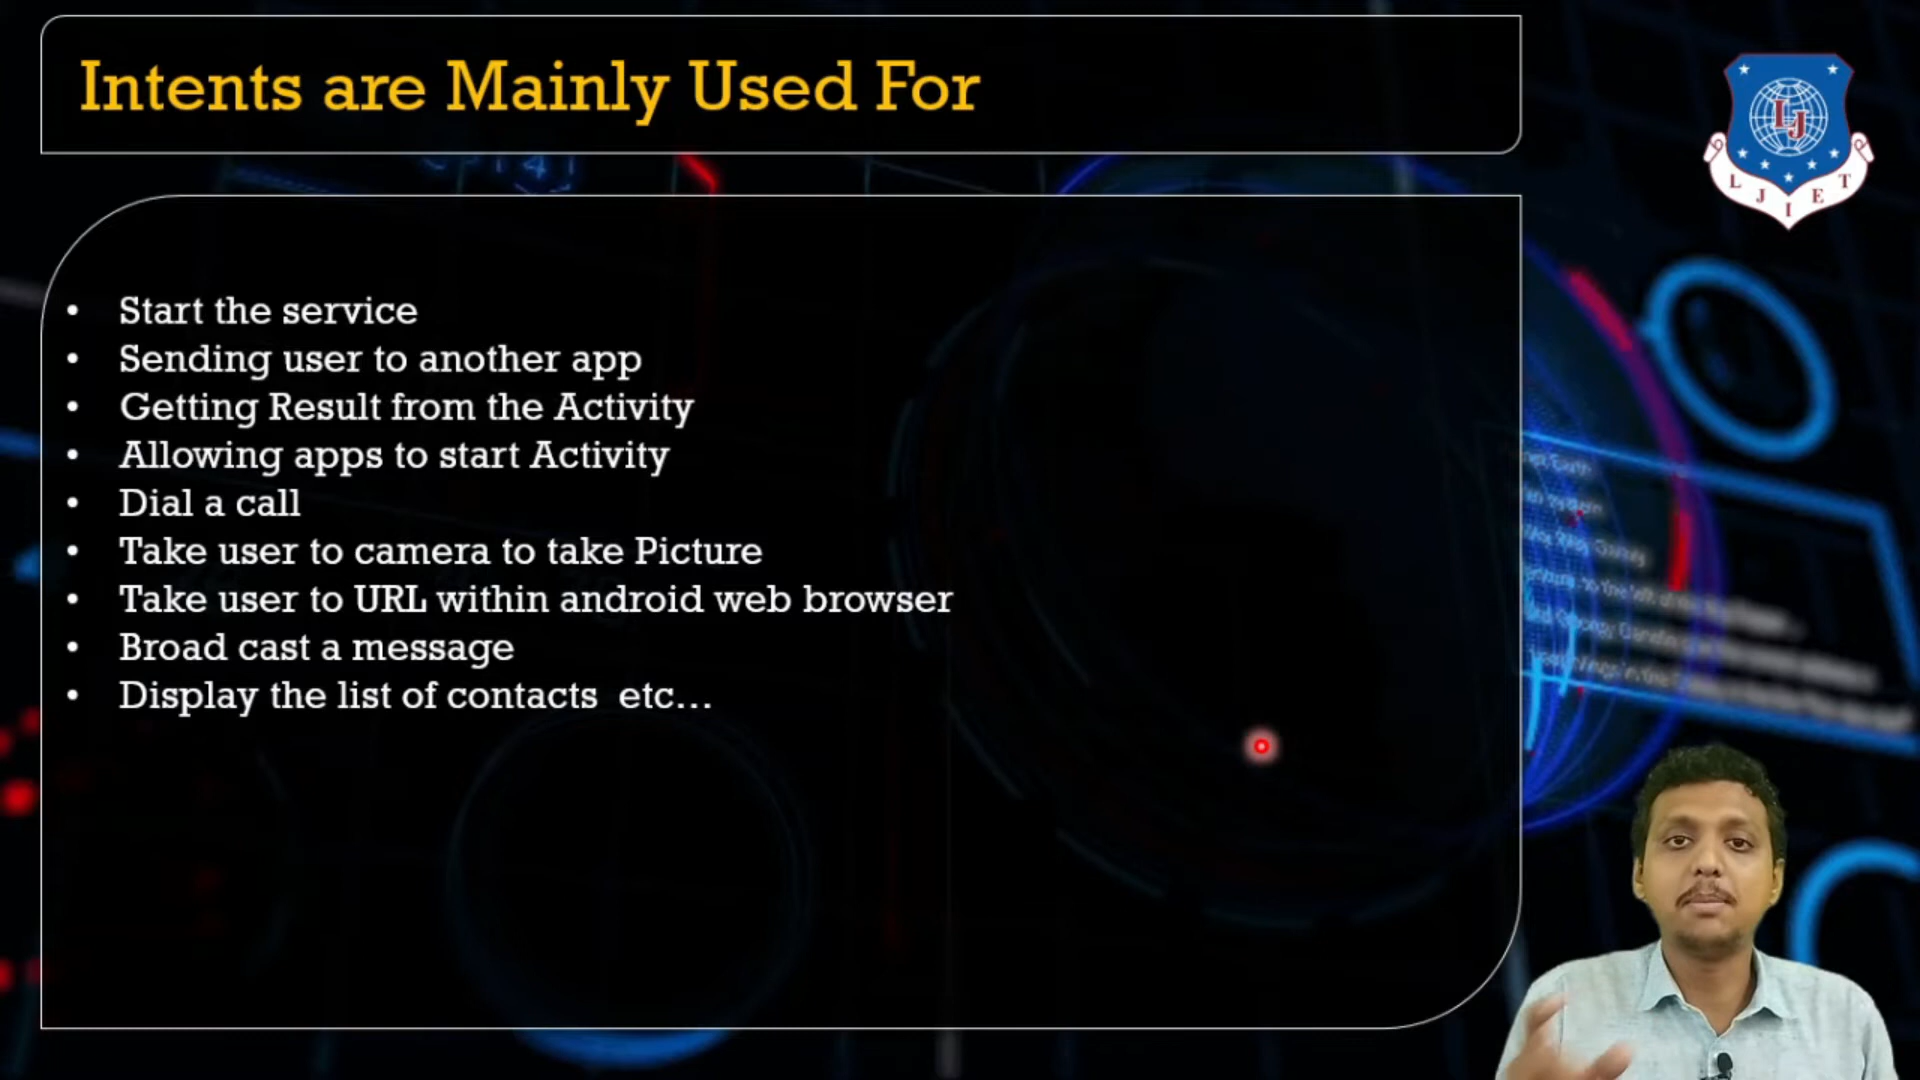 Intents are Mainly Used For
LJ
L J I E T
• Start the service
• Sending user to another app
• Getting Result from the Activity
• Allowing apps to start Activity
• Dial a call
• Take user to camera to take Picture
• Take user to URL within android web browser
• Broad cast a message
• Display the list of contacts etc...